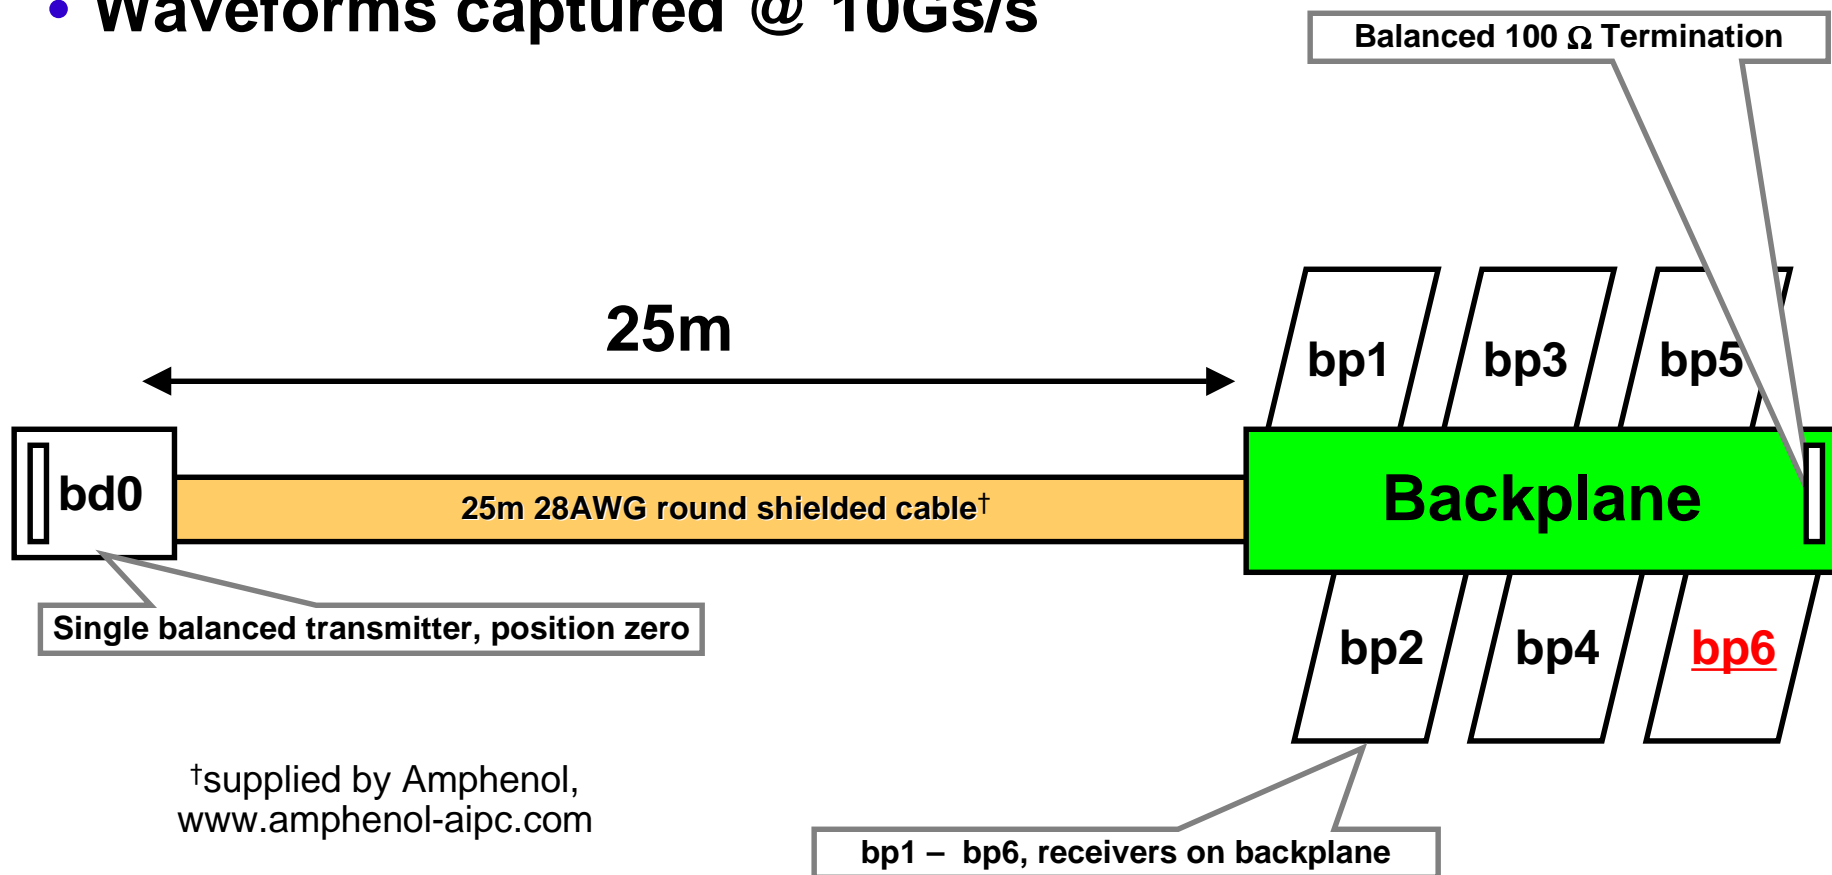 • Waveforms captured @ 10Gs/s
Balanced 100 Ω Termination
25m
bp1
bp3
bp5
bd0
25m 28AWG round shielded cable†
Backplane
Single balanced transmitter, position zero
bp2
bp4
bp6
†supplied by Amphenol,
www.amphenol-aipc.com
bp1 – bp6, receivers on backplane